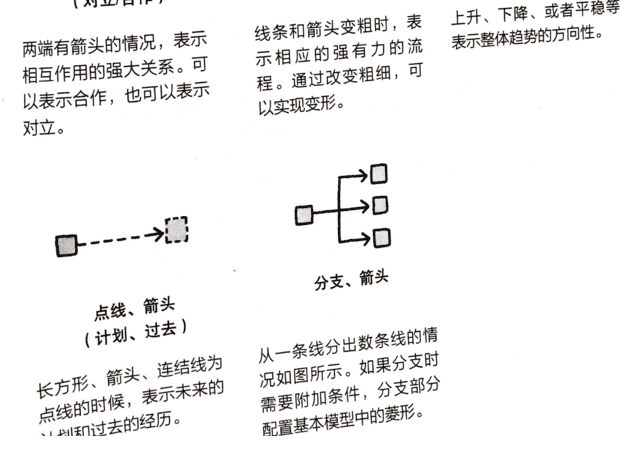 (对立/合作)
两端有箭头的情况，表示
相互作用的强大关系。可
以表示合作，也可以表示
对立。
线条和箭头变粗时，表
示相应的强有力的流
程。通过改变粗细，可
以实现变形。
上升、下降、或者平稳等
表示整体趋势的方向性。
点线、箭头
(计划、过去)
长方形、箭头、连结线为
点线的时候，表示未来的
计划和过去的经历。
分支、箭头
从一条线分出数条线的情
况如图所示。如果分支时
需要附加条件，分支部分
配置基本模型中的菱形。